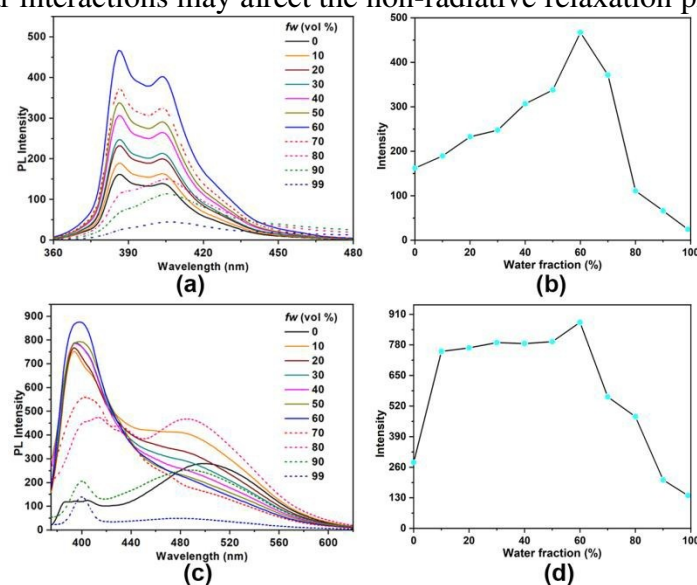 r interactions may affect the non-radiative relaxation p
500
400
300
200
100
0
PL Intensity
360 390 420 450 480
Wavelength (nm)
fw (vol %)
0
10
20
30
40
50
60
70
80
90
99
(a)
500
400
300
200
100
0
Intensity
0 20 40 60 80 100
Water fraction (%)
(b)
900
800
700
600
500
400
300
200
100
0
PL Intensity
400 440 480 520 560 600
Wavelength (nm)
fw (vol %)
0
10
20
30
40
50
60
70
80
90
99
(c)
910
780
650
520
390
260
130
0
Intensity
0 20 40 60 80 100
Water fraction (%)
(d)